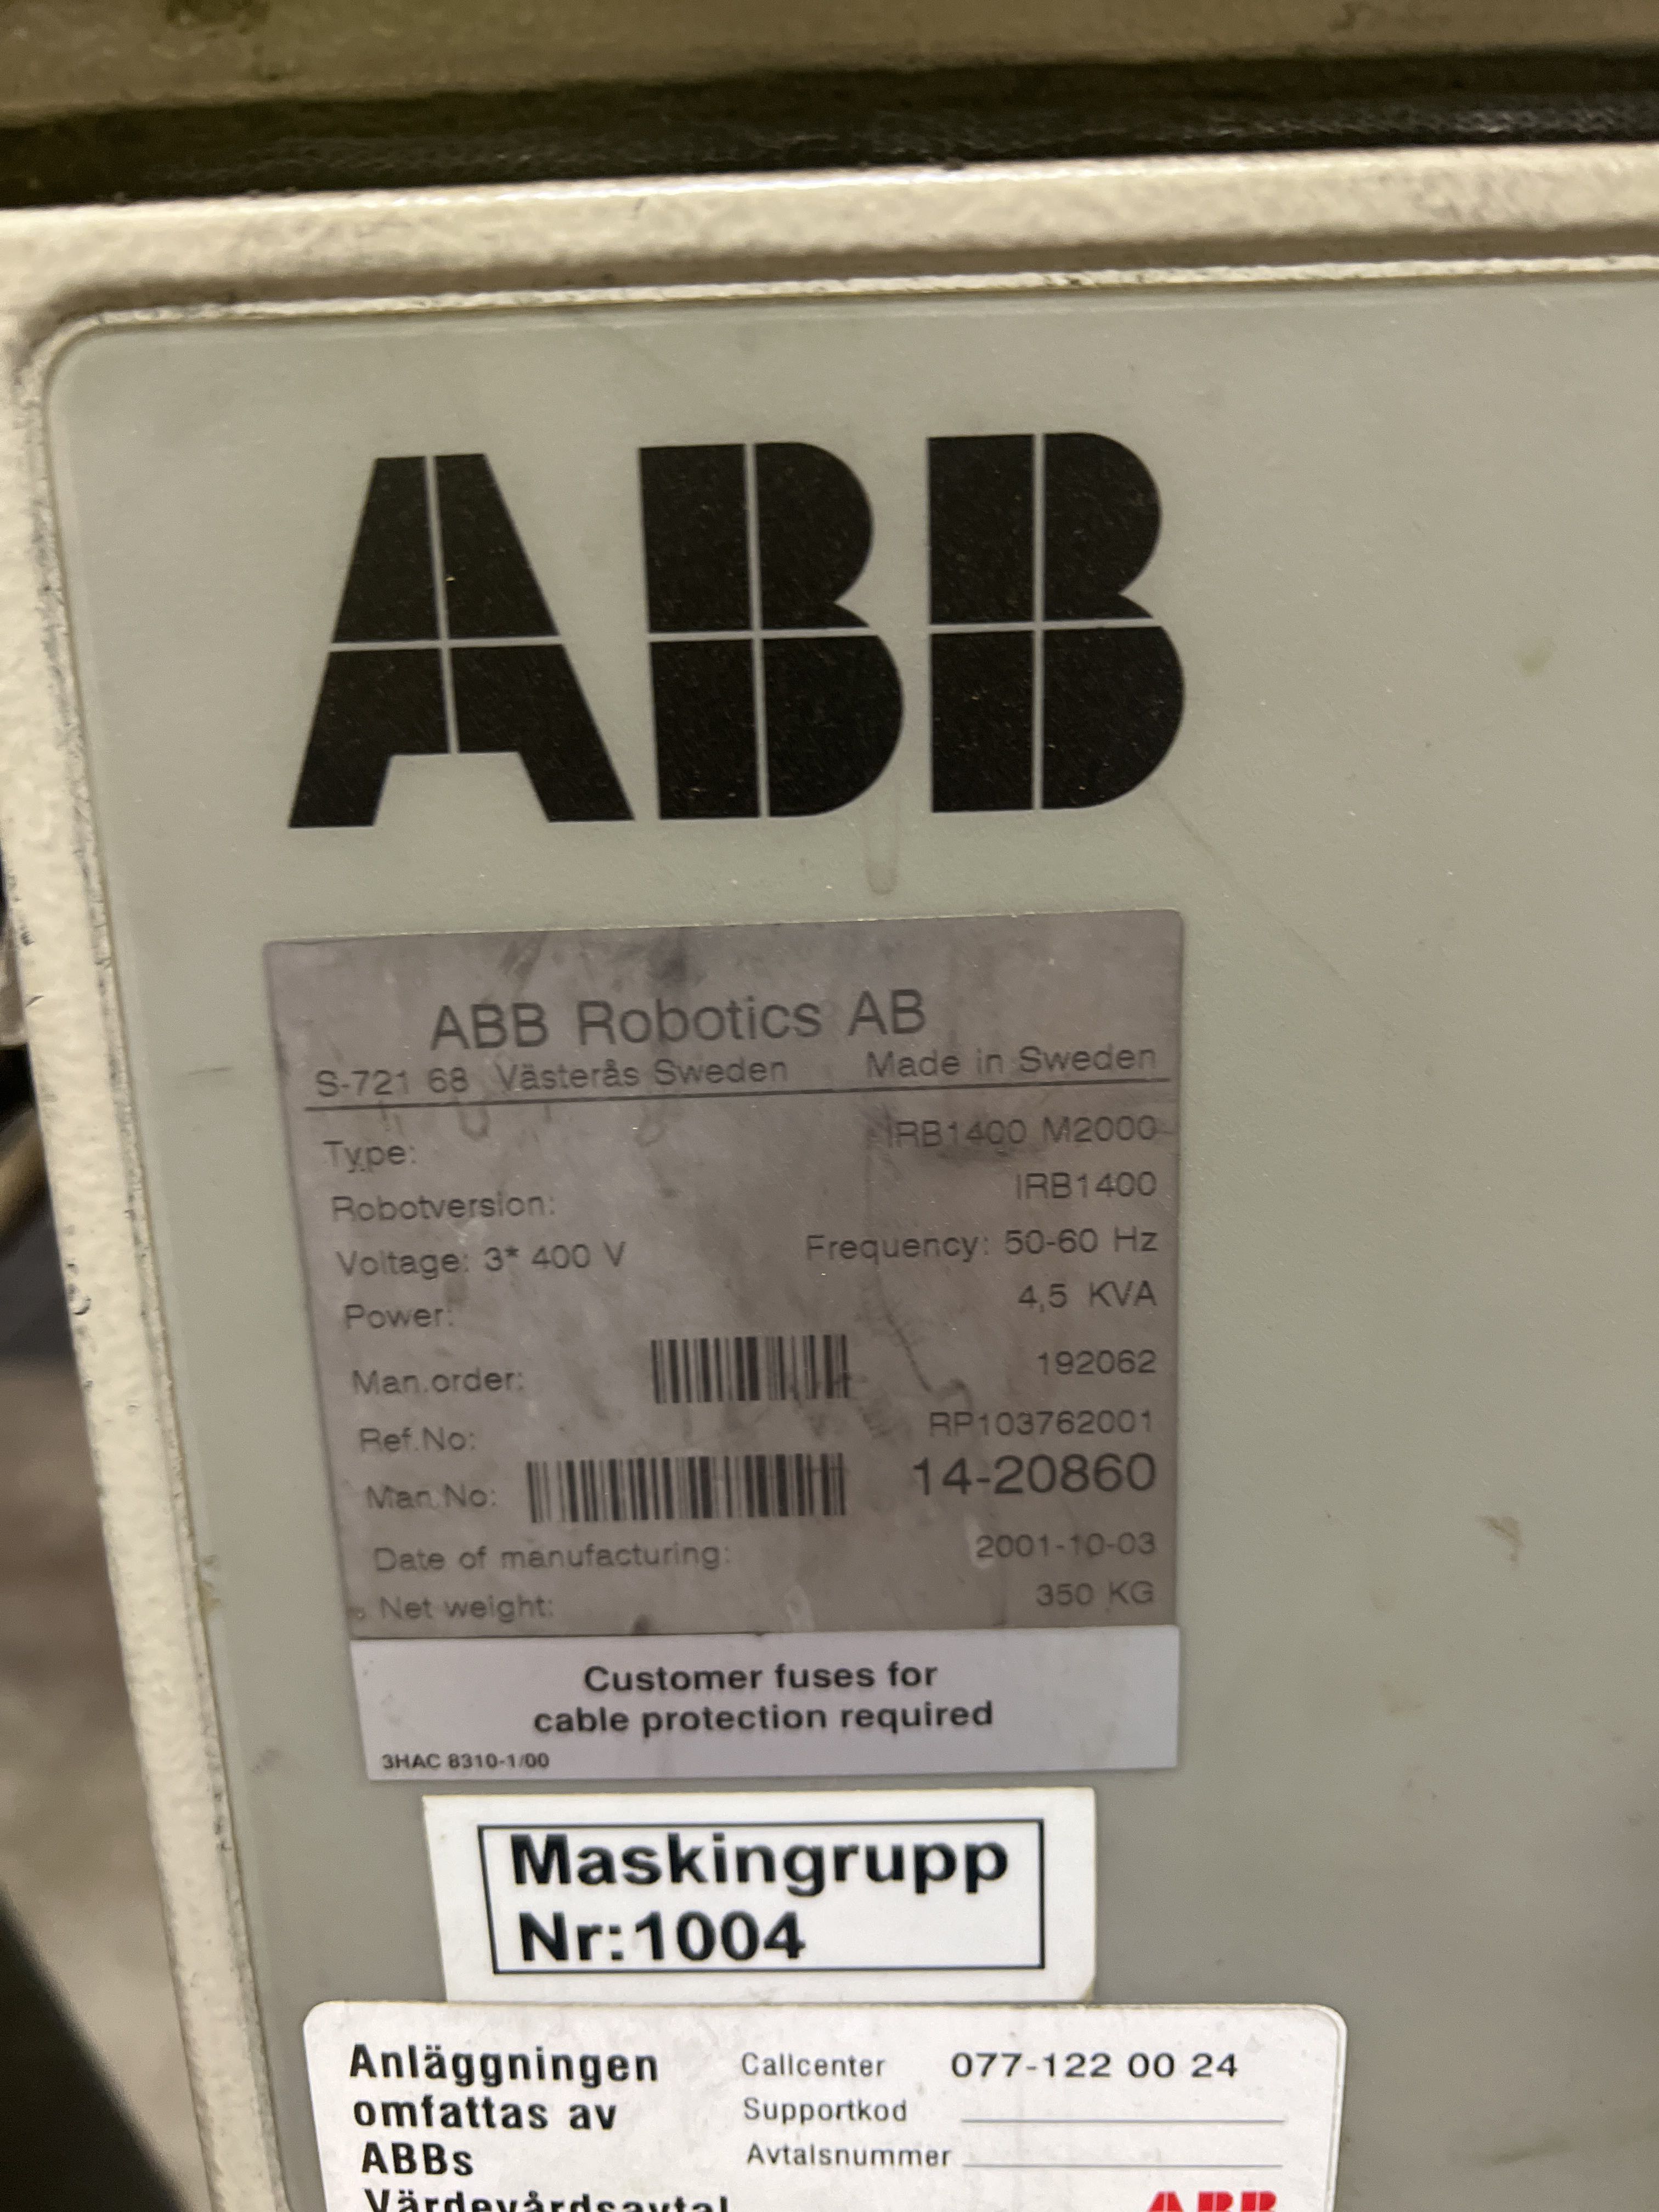 ABB
ABB Robotics AB
S-721 68 Västerås Sweden Made in Sweden
Type: IRB1400 M2000
Robotversion: IRB1400
Voltage: 3* 400 V Frequency: 50-60 Hz
Power: 4,5 KVA
Man.order: 192062
Ref.No: RP103762001
Man.No: 14-20860
Date of manufacturing: 2001-10-03
Net weight: 350 KG
Customer fuses for
cable protection required
3HAC 8310-1/00
Maskingrupp
Nr:1004
Anläggningen Callcenter 077-122 00 24
omfattas av Supportkod
ABBs Avtalsnummer
Värdevårdsavtal ABB